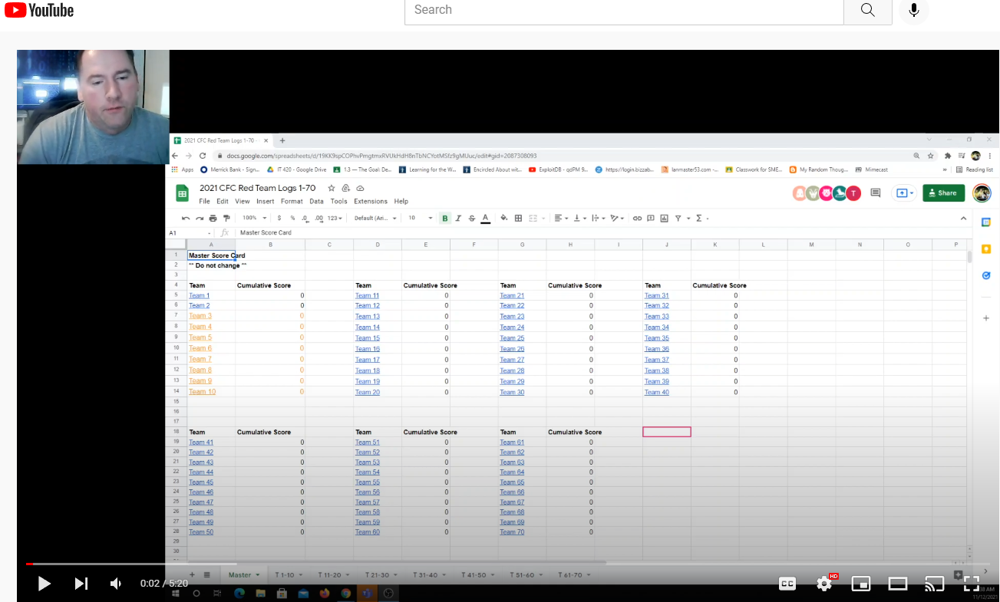 YouTube
Search
2021 CFC Red Team Logs 1-70 -
docs.google.com/spreadsheets/d/19KK9spCOPhvPmgtmxRVUkHdH8nTbNCYotMSfz9gMUuc/edit#gid=2087308093
Apps Merrick Bank - Sign... IT 420 - Google Drive 1.3 — The Goal: De... Learning for the W... Encircled About wit... ExploitDB - qdPM 9... https://login.bizzab... lanmaster53.com -... Classwork for SME... My Random Thoug... Mimecast » Reading list
2021 CFC Red Team Logs 1-70
File Edit View Insert Format Data Tools Extensions Help
T
Share
100% $ % .0 .00 123 Default (Ari... 10 B I S A Σ
A1 fx Master Score Card
A B C D E F G H I J K L M N O P
1 Master Score Card
2 ** Do not change **
3
4 Team Cumulative Score Team Cumulative Score Team Cumulative Score Team Cumulative Score
5 Team 1 0 Team 11 0 Team 21 0 Team 31 0
6 Team 2 0 Team 12 0 Team 22 0 Team 32 0
7 Team 3 0 Team 13 0 Team 23 0 Team 33 0
8 Team 4 0 Team 14 0 Team 24 0 Team 34 0
9 Team 5 0 Team 15 0 Team 25 0 Team 35 0
10 Team 6 0 Team 16 0 Team 26 0 Team 36 0
11 Team 7 0 Team 17 0 Team 27 0 Team 37 0
12 Team 8 0 Team 18 0 Team 28 0 Team 38 0
13 Team 9 0 Team 19 0 Team 29 0 Team 39 0
14 Team 10 0 Team 20 0 Team 30 0 Team 40 0
15
16
17
18 Team Cumulative Score Team Cumulative Score Team Cumulative Score
19 Team 41 0 Team 51 0 Team 61 0
20 Team 42 0 Team 52 0 Team 62 0
21 Team 43 0 Team 53 0 Team 63 0
22 Team 44 0 Team 54 0 Team 64 0
23 Team 45 0 Team 55 0 Team 65 0
24 Team 46 0 Team 56 0 Team 66 0
25 Team 47 0 Team 57 0 Team 67 0
26 Team 48 0 Team 58 0 Team 68 0
27 Team 49 0 Team 59 0 Team 69 0
28 Team 50 0 Team 60 0 Team 70 0
29
30
Master T 1-10 T 11-20 T 21-30 T 31-40 T 41-50 T 51-60 T 61-70
0:02 / 5:20 CC HD
AM
11/12/2021